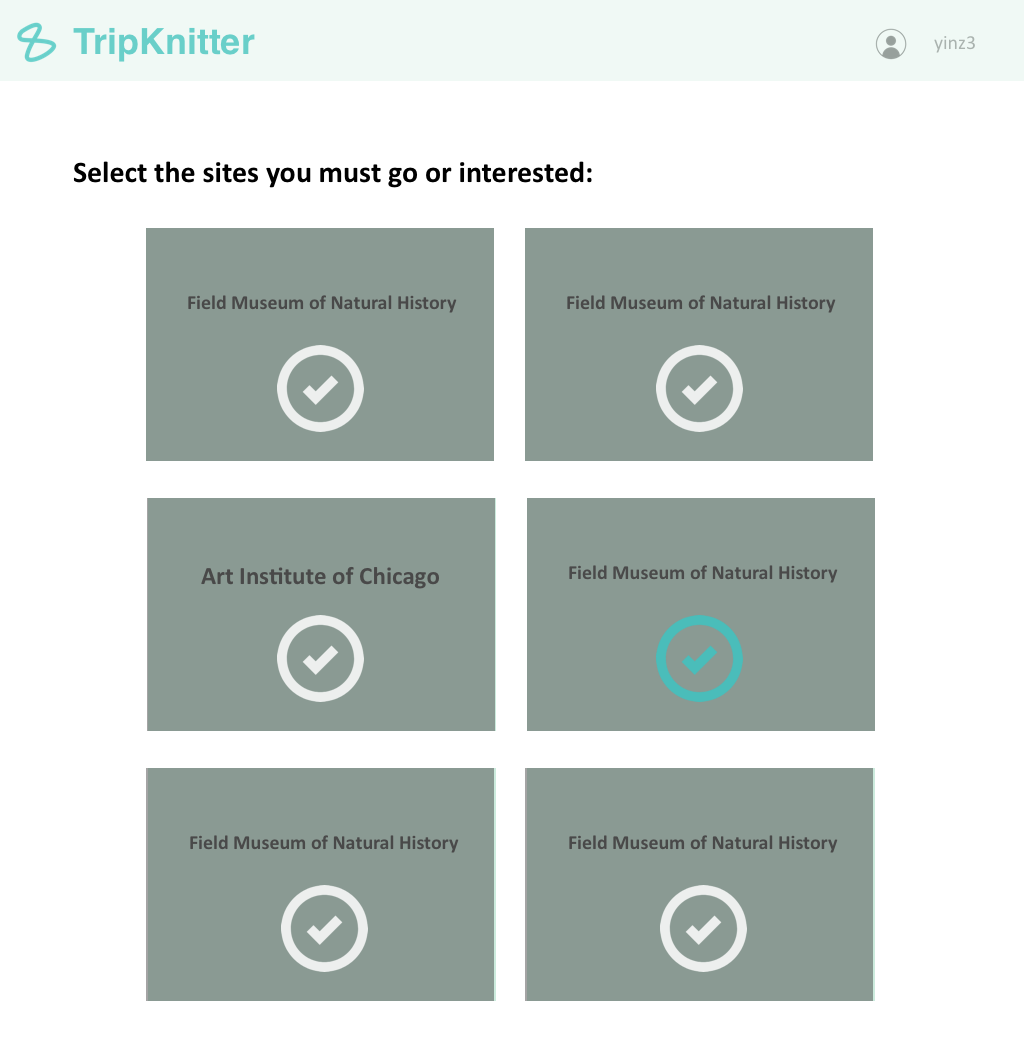 TripKnitter
yinz3
Select the sites you must go or interested:
Field Museum of Natural History
Field Museum of Natural History
Art Institute of Chicago
Field Museum of Natural History
Field Museum of Natural History
Field Museum of Natural History